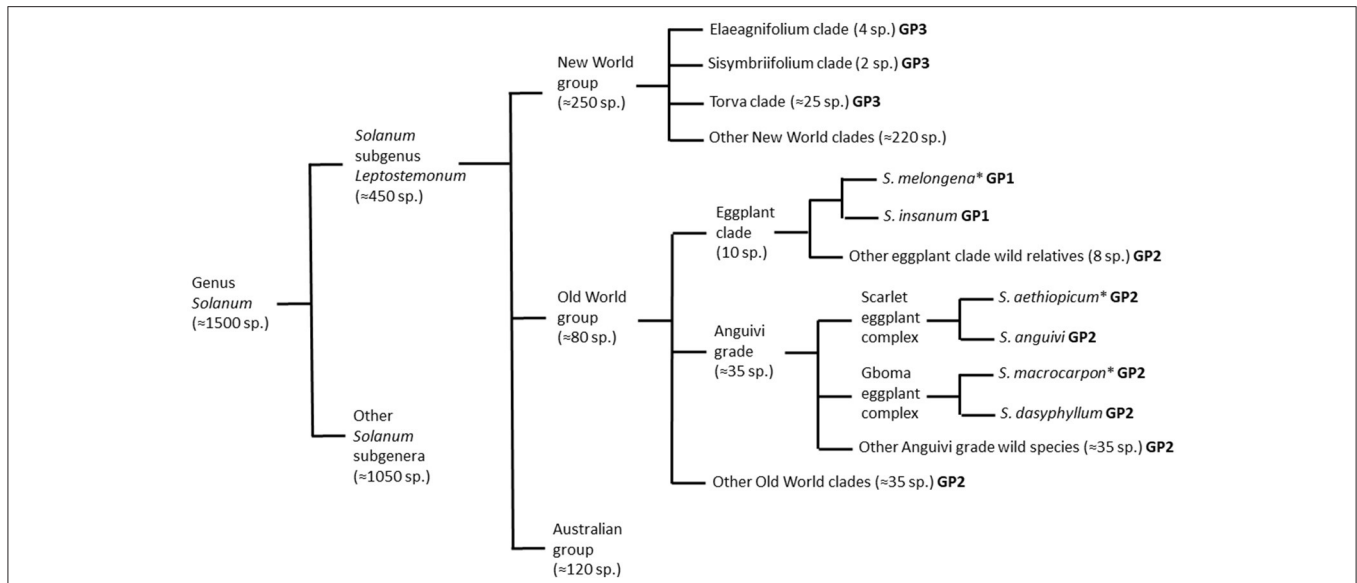 Genus
Solanum
(≈1500 sp.)
Solanum
subgenus
Leptostemonum
(≈450 sp.)
Other
Solanum
subgenera
(≈1050 sp.)
New World
group
(≈250 sp.)
Old World
group
(≈80 sp.)
Australian
group
(≈120 sp.)
Elaeagnifolium clade (4 sp.) GP3
Sisymbriifolium clade (2 sp.) GP3
Torva clade (≈25 sp.) GP3
Other New World clades (≈220 sp.)
Eggplant
clade
(10 sp.)
Anguivi
grade
(≈35 sp.)
Other Old World clades (≈35 sp.) GP2
S. melongena* GP1
S. insanum GP1
Other eggplant clade wild relatives (8 sp.) GP2
Scarlet
eggplant
complex
Gboma
eggplant
complex
Other Anguivi grade wild species (≈35 sp.) GP2
S. aethiopicum* GP2
S. anguivi GP2
S. macrocarpon* GP2
S. dasyphyllum GP2